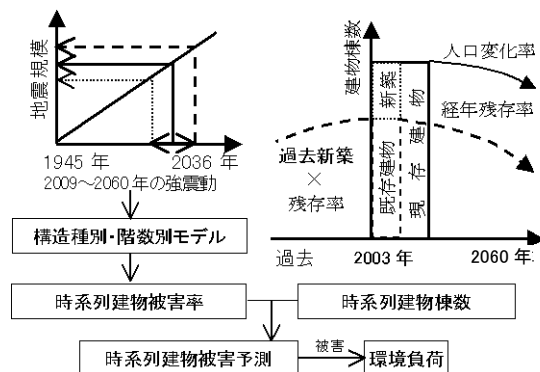 地震規模
1945 年
2036 年
2009～2060 年の強震動
構造種別・階数別モデル
時系列建物被害率
時系列建物被害予測
被害
環境負荷
時系列建物棟数
建物棟数
人口変化率
経年残存率
新築
建物
既存建物
現存
過去新築
×
残存率
過去
2003 年
2060 年